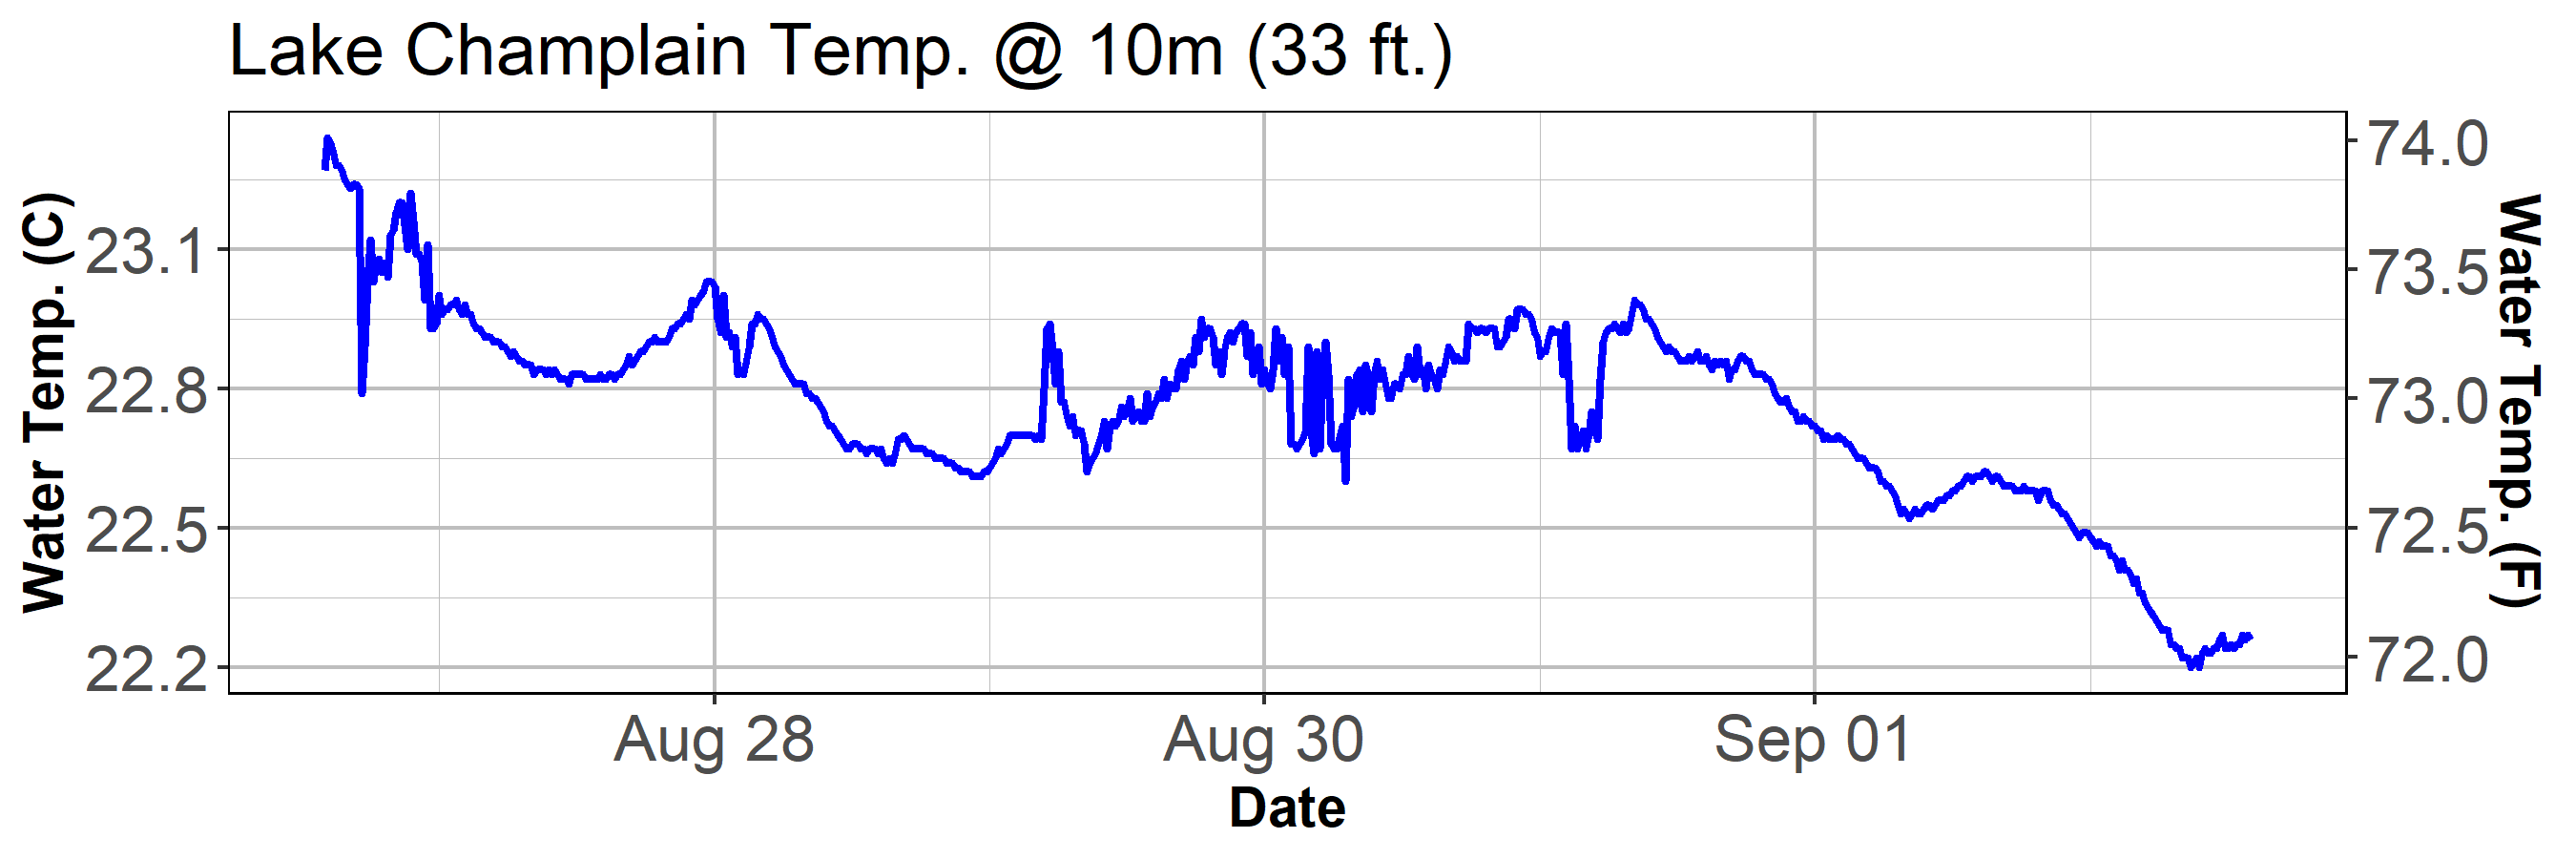 Lake Champlain Temp. @ 10m (33 ft.)
Water Temp. (C)
23.1
22.8
22.5
22.2
74.0
73.5
73.0
72.5
72.0
Water Temp. (F)
Aug 28
Aug 30
Sep 01
Date